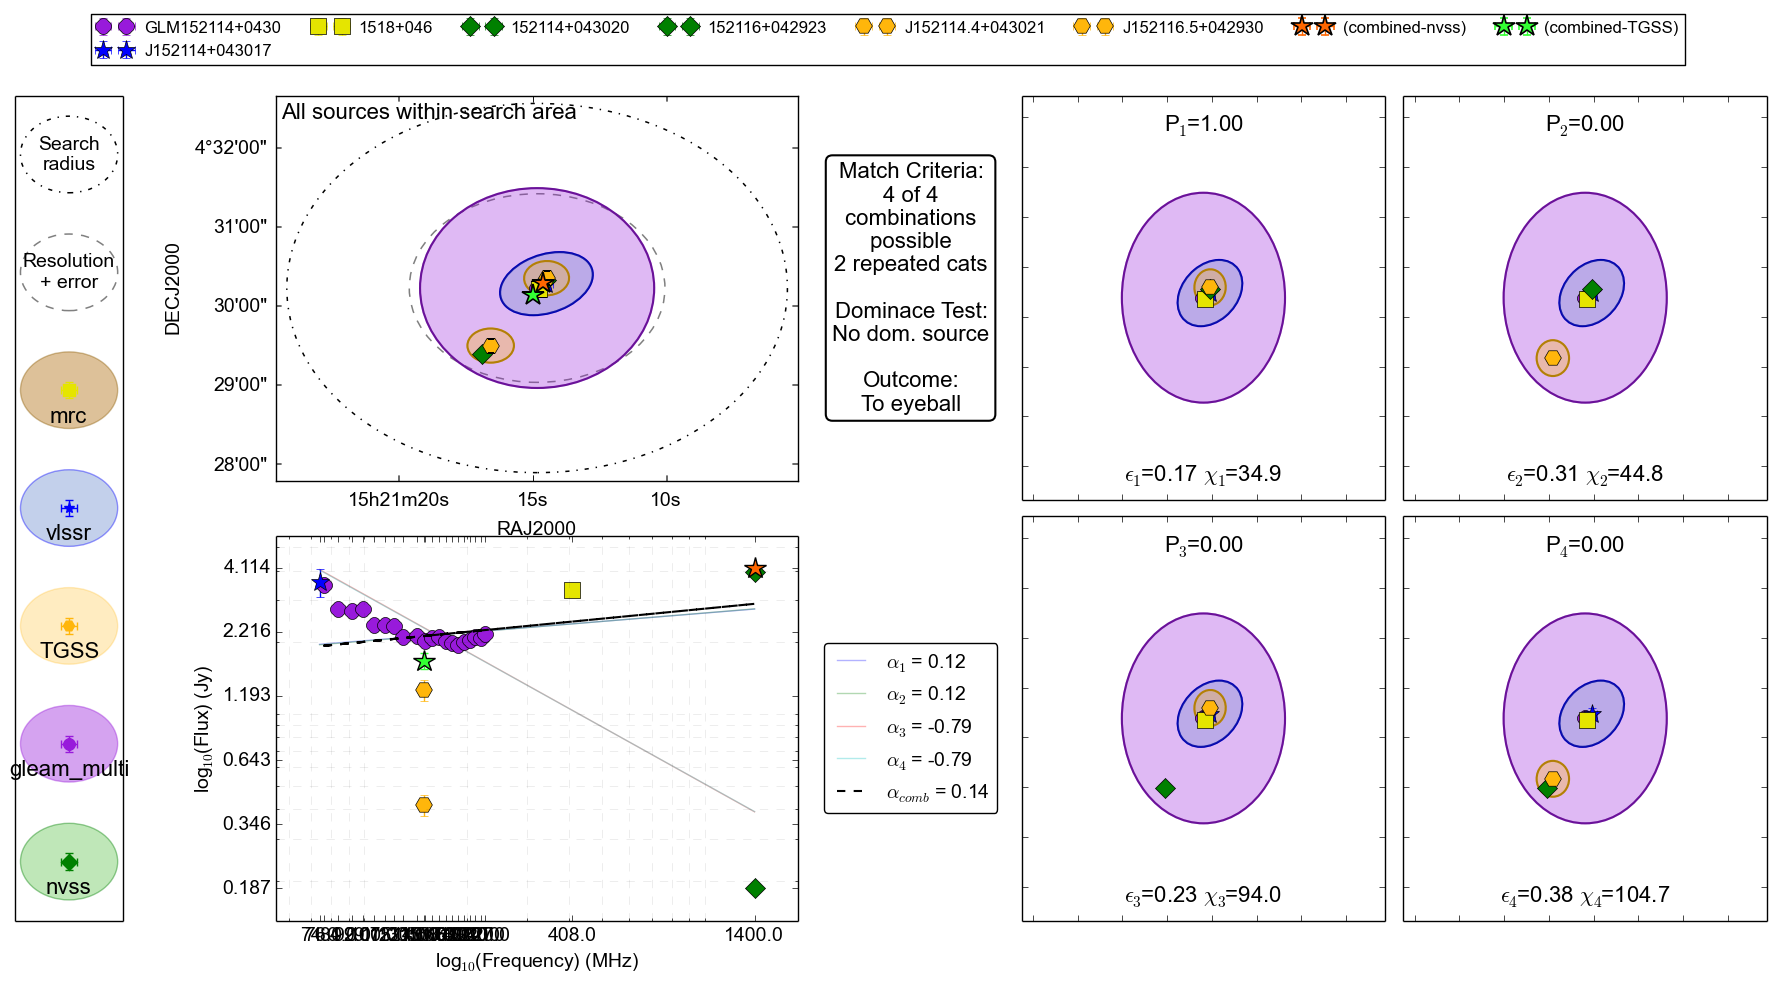 GLM152114+0430 1518+046 152114+043020 152116+042923 J152114.4+043021 J152116.5+042930 (combined-nvss) (combined-TGSS)
J152114+043017
Search
radius
Resolution
+ error
mrc
vlssr
TGSS
gleam_multi
nvss
All sources within search area
DECJ2000
4°32'00"
31'00"
30'00"
29'00"
28'00"
15h21m20s 15s 10s
RAJ2000
log10(Flux) (Jy)
4.114
2.216
1.193
0.643
0.346
0.187
408.0 1400.0
log10(Frequency) (MHz)
Match Criteria:
4 of 4
combinations
possible
2 repeated cats
Dominace Test:
No dom. source
Outcome:
To eyeball
α1 = 0.12
α2 = 0.12
α3 = -0.79
α4 = -0.79
αcomb = 0.14
P1=1.00
ϵ1=0.17 χ1=34.9
P2=0.00
ϵ2=0.31 χ2=44.8
P3=0.00
ϵ3=0.23 χ3=94.0
P4=0.00
ϵ4=0.38 χ4=104.7